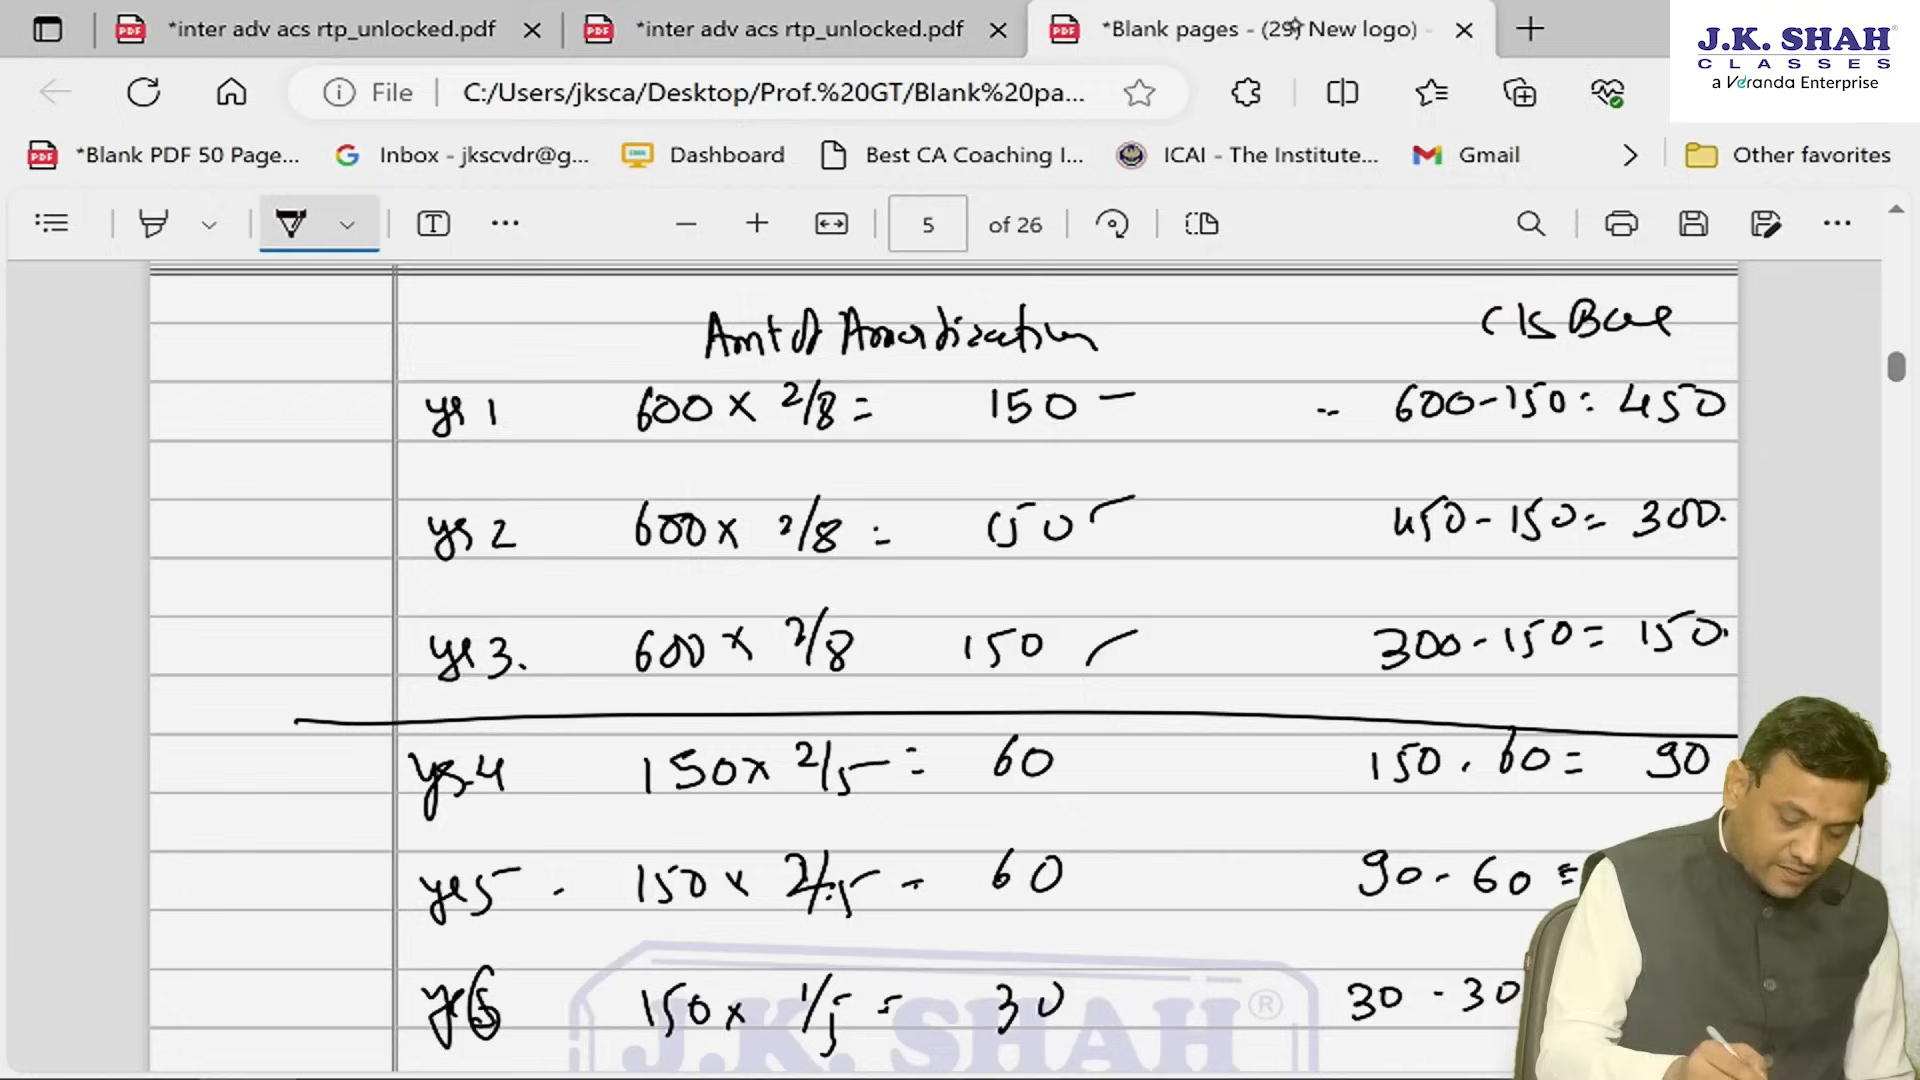 *inter adv acs rtp_unlocked.pdf
*inter adv acs rtp_unlocked.pdf
*Blank pages - (29) New logo) -
J.K. SHAH®
CLASSES
a Veranda Enterprise
File
C:/Users/jksca/Desktop/Prof.%20GT/Blank%20pa...
*Blank PDF 50 Page...
Inbox - jkscvdr@g...
Dashboard
Best CA Coaching I...
ICAI - The Institute...
Gmail
Other favorites
5 of 26
Amt of Amortization
Cls Bal
yr 1 600 x 2/8 = 150 - 600-150= 450
yr 2 600 x 2/8 = 150 450-150= 300.
yr 3. 600 x 2/8 150 300-150= 150.
yr 4 150 x 2/5 = 60 150 - 60 = 90
yr 5 - 150 x 2/5 - 60 90 - 60 =
yr 150 x 1/5 = 30 30 - 30
J.K. SHAH®